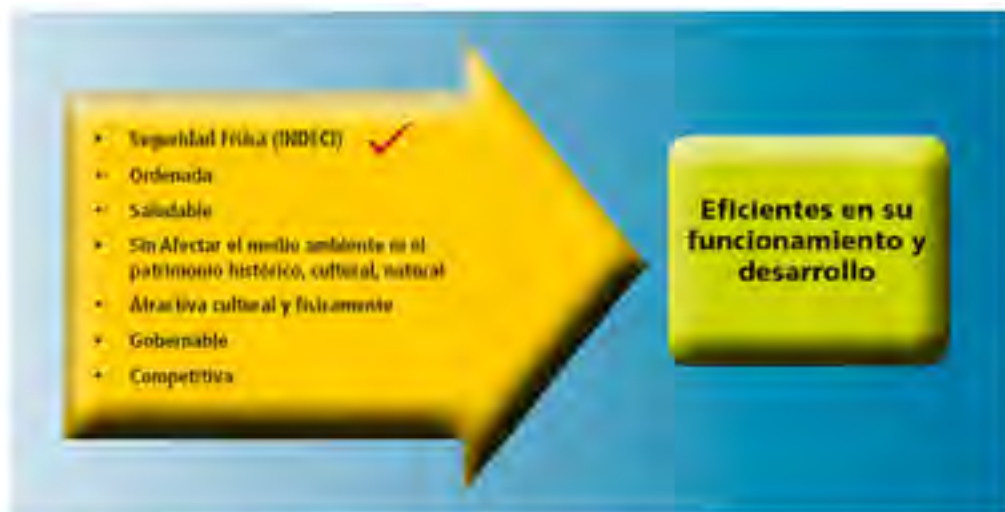 • Seguridad Física (INDECI)
• Ordenada
• Saludable
• Sin Afectar el medio ambiente ni el
patrimonio histórico, cultural, natural
• Atractiva cultural y físicamente
• Gobernable
• Competitiva
Eficientes en su
funcionamiento y
desarrollo